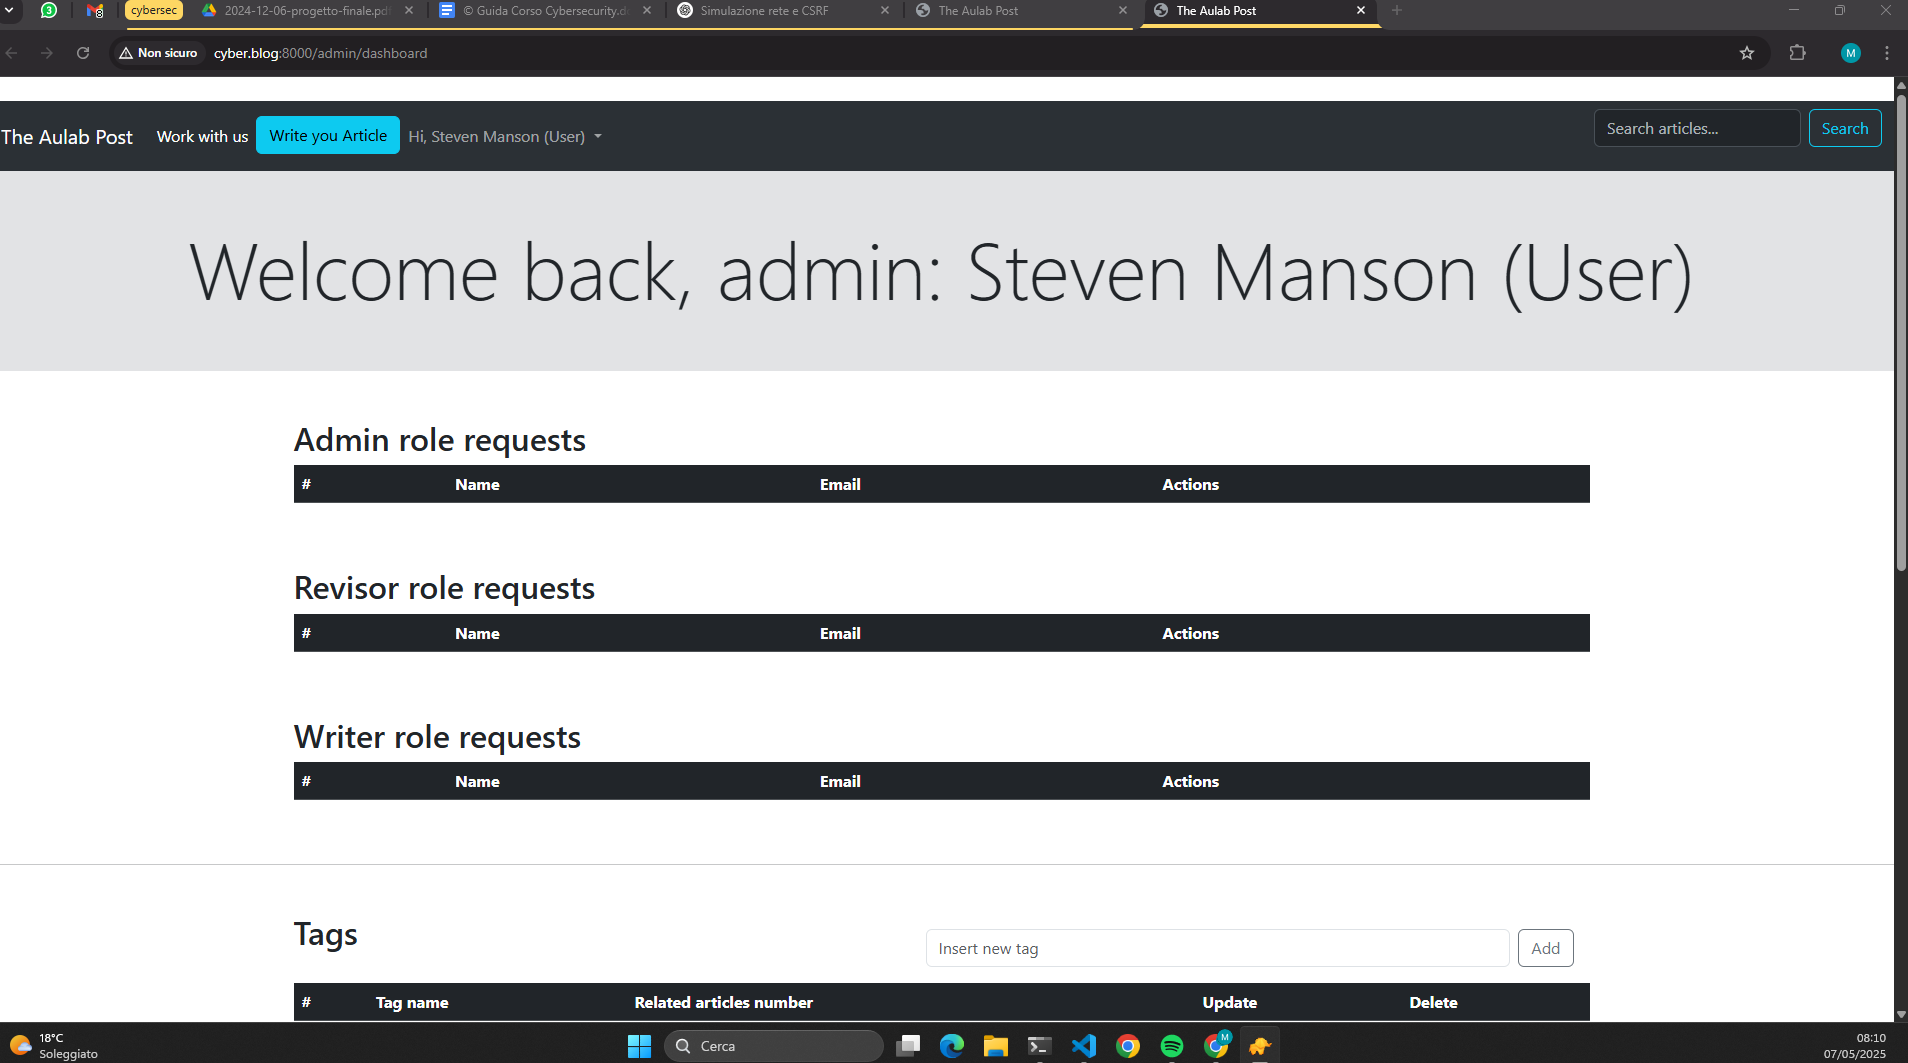 3
cybersec
2024-12-06-progetto-finale.pdf
© Guida Corso Cybersecurity.d
Simulazione rete e CSRF
The Aulab Post
The Aulab Post
Non sicuro
cyber.blog:8000/admin/dashboard
M
The Aulab Post
Work with us
Write you Article
Hi, Steven Manson (User)
Search articles...
Search
Welcome back, admin: Steven Manson (User)
Admin role requests
# Name Email Actions
Revisor role requests
# Name Email Actions
Writer role requests
# Name Email Actions
Tags
Insert new tag
Add
# Tag name Related articles number Update Delete
18°C
Soleggiato
Cerca
M
08:10
07/05/2025